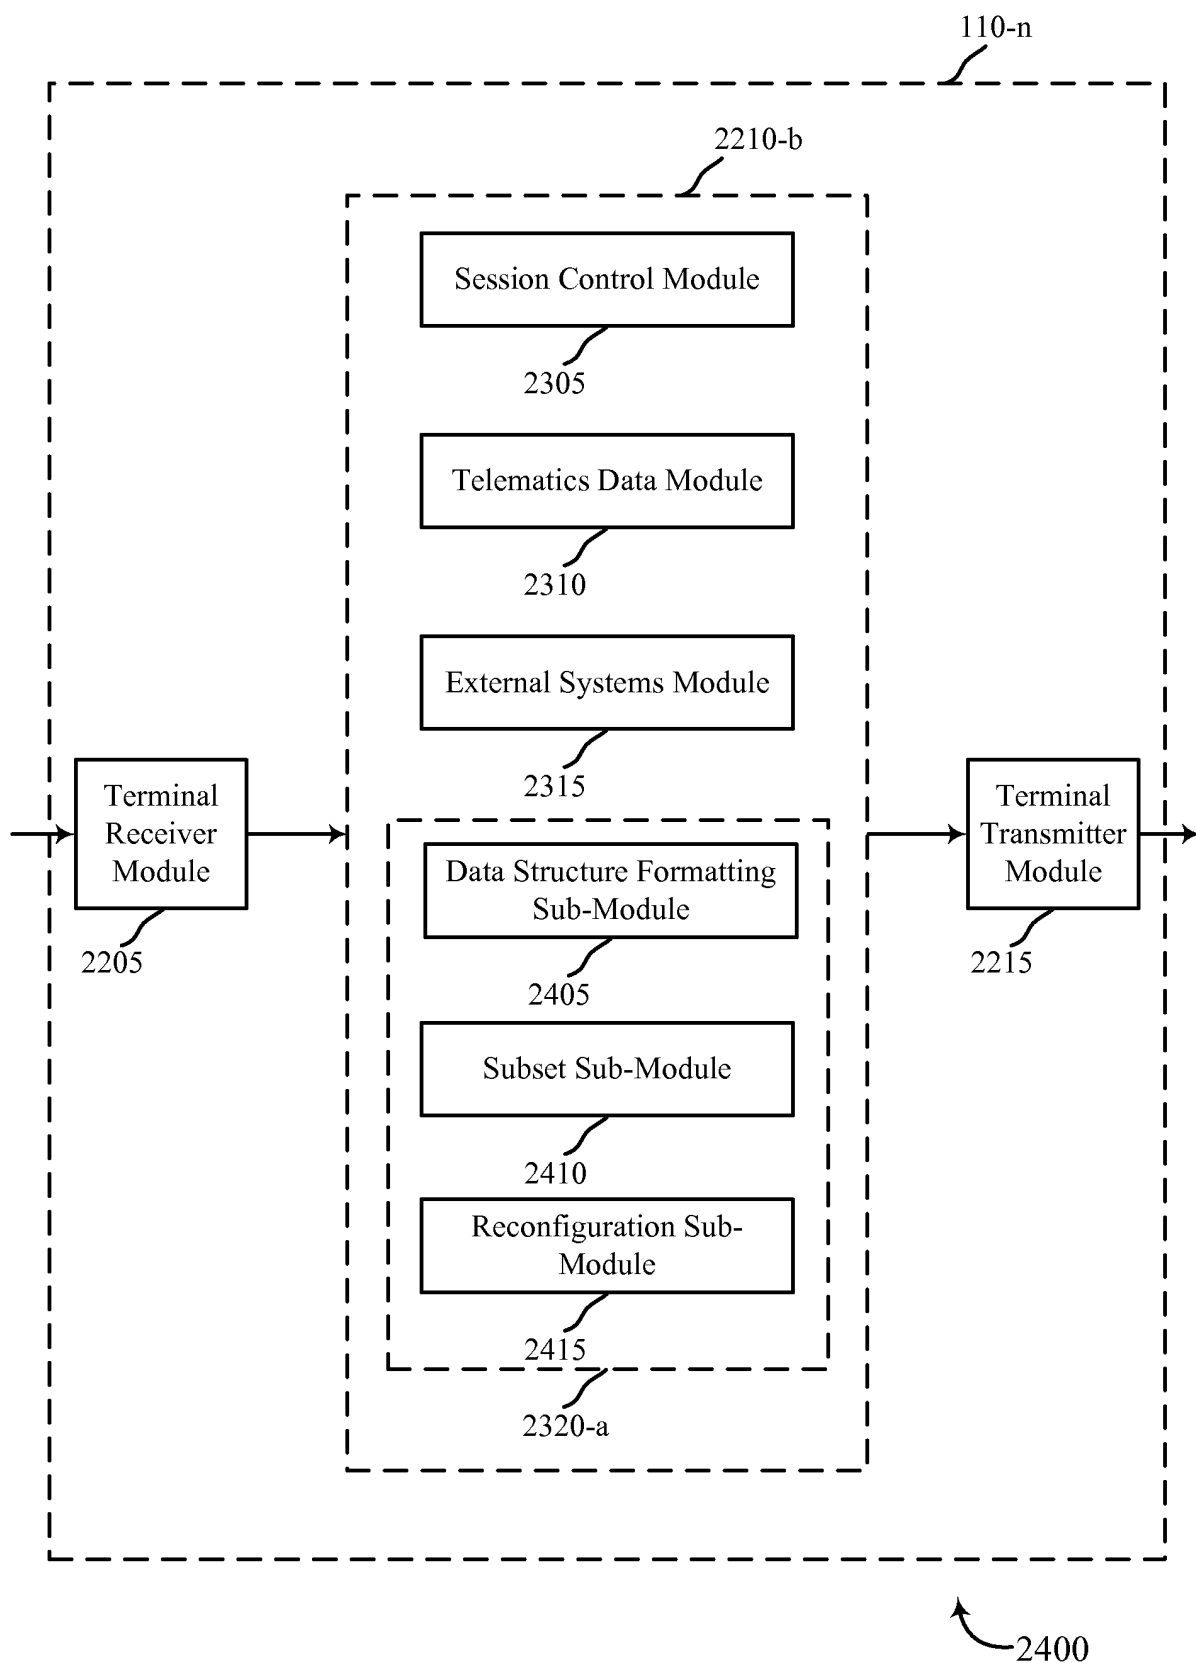 110-n
2210-b
Session Control Module
2305
Telematics Data Module
2310
External Systems Module
2315
Terminal
Receiver
Module
2205
Data Structure Formatting
Sub-Module
2405
Subset Sub-Module
2410
Reconfiguration Sub-
Module
2415
2320-a
Terminal
Transmitter
Module
2215
2400